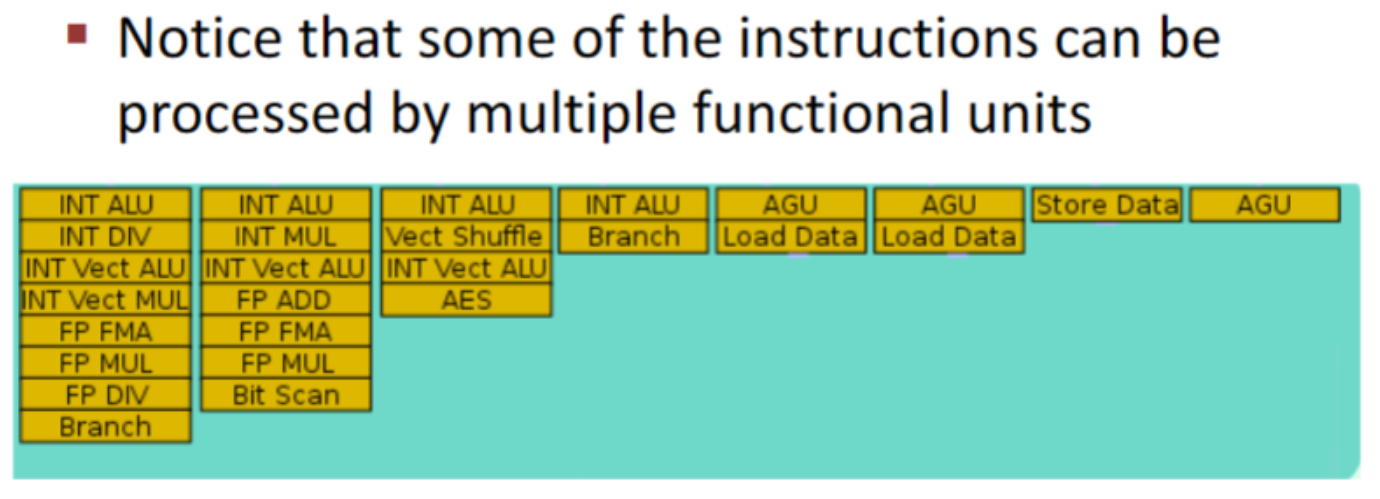 Notice that some of the instructions can be
processed by multiple functional units
INT ALU
INT DIV
INT Vect ALU
INT Vect MUL
FP FMA
FP MUL
FP DIV
Branch
INT ALU
INT MUL
INT Vect ALU
FP ADD
FP FMA
FP MUL
Bit Scan
INT ALU
Vect Shuffle
INT Vect ALU
AES
INT ALU
Branch
AGU
Load Data
AGU
Load Data
Store Data
AGU